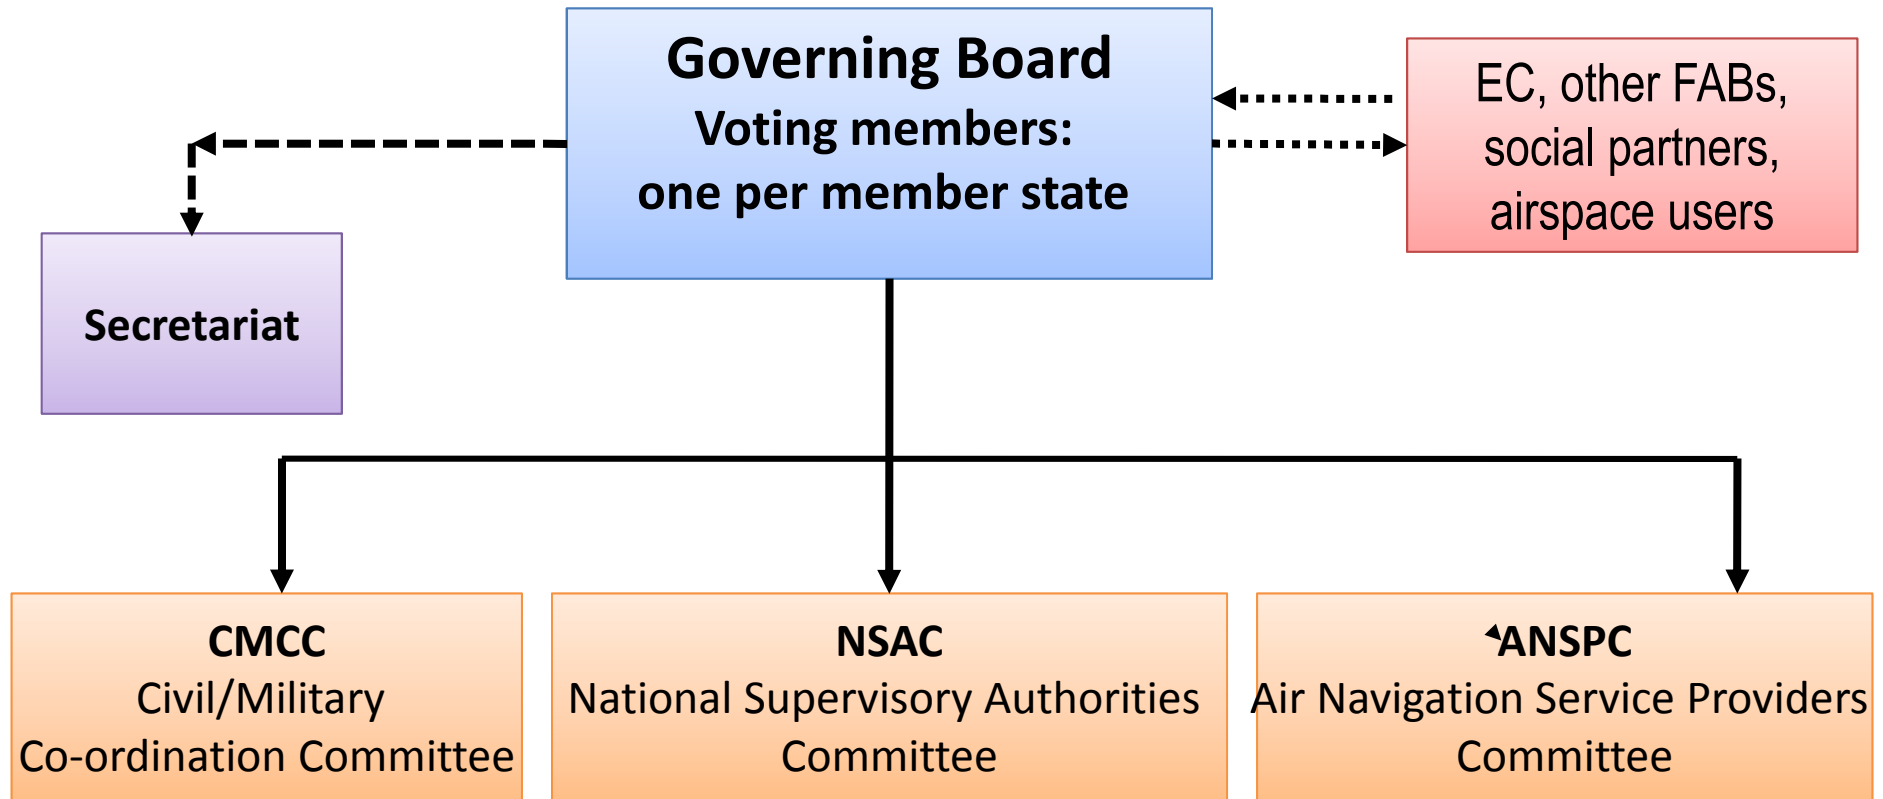 Governing Board
Voting members:
one per member state
EC, other FABs,
social partners,
airspace users
Secretariat
CMCC
Civil/Military
Co-ordination Committee
NSAC
National Supervisory Authorities
Committee
ANSPC
Air Navigation Service Providers
Committee